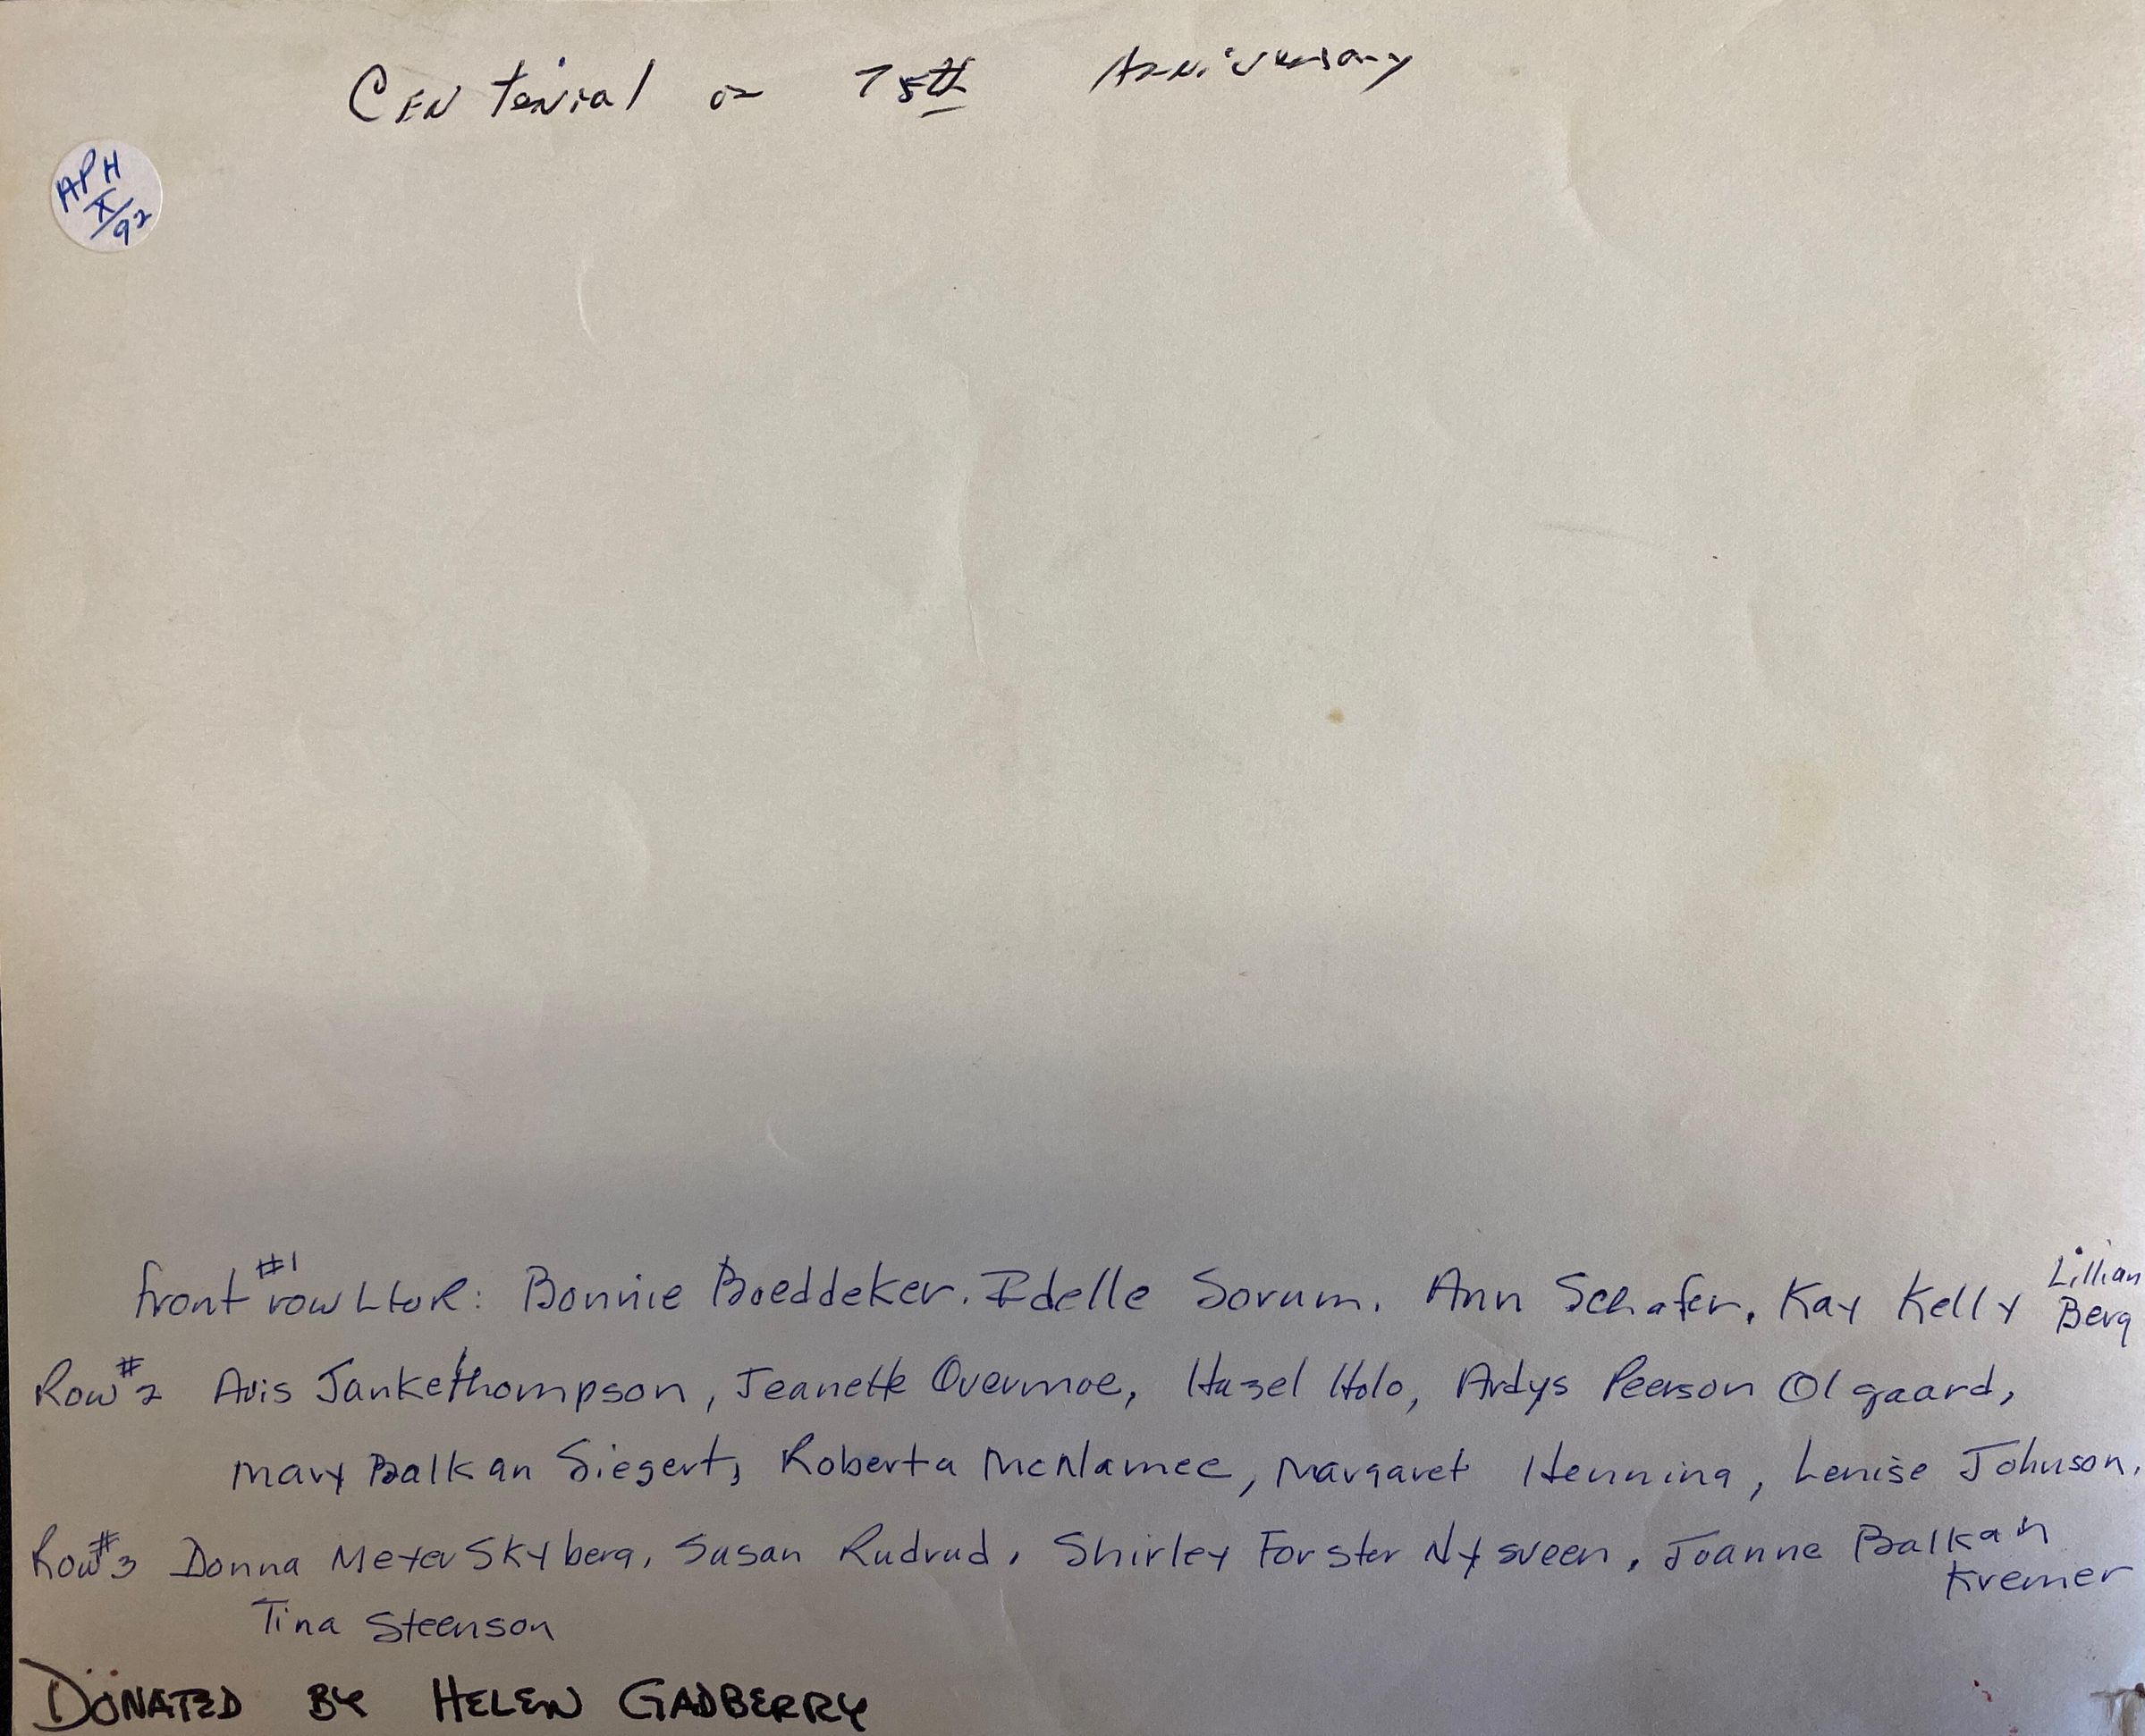 Centenial or 75th Anniversary
APH
X/92
front #1 row L to R: Bonnie Boeddeker. Idelle Sorum. Ann Schafer. Kay Kelly Lillian Berg
Row #2 Avis Jankethompson, Jeanette Overmoe, Hazel Holo, Ardys Peerson Olgaard,
Mary Balkan Siegert, Roberta McNamee, Margaret Henning, Lenise Johnson.
Row #3 Donna Meyer Skyberg, Susan Rudrud, Shirley Forster Nysveen, Joanne Balkan Kremer
Tina Steenson
DONATED BY HELEN GADBERRY